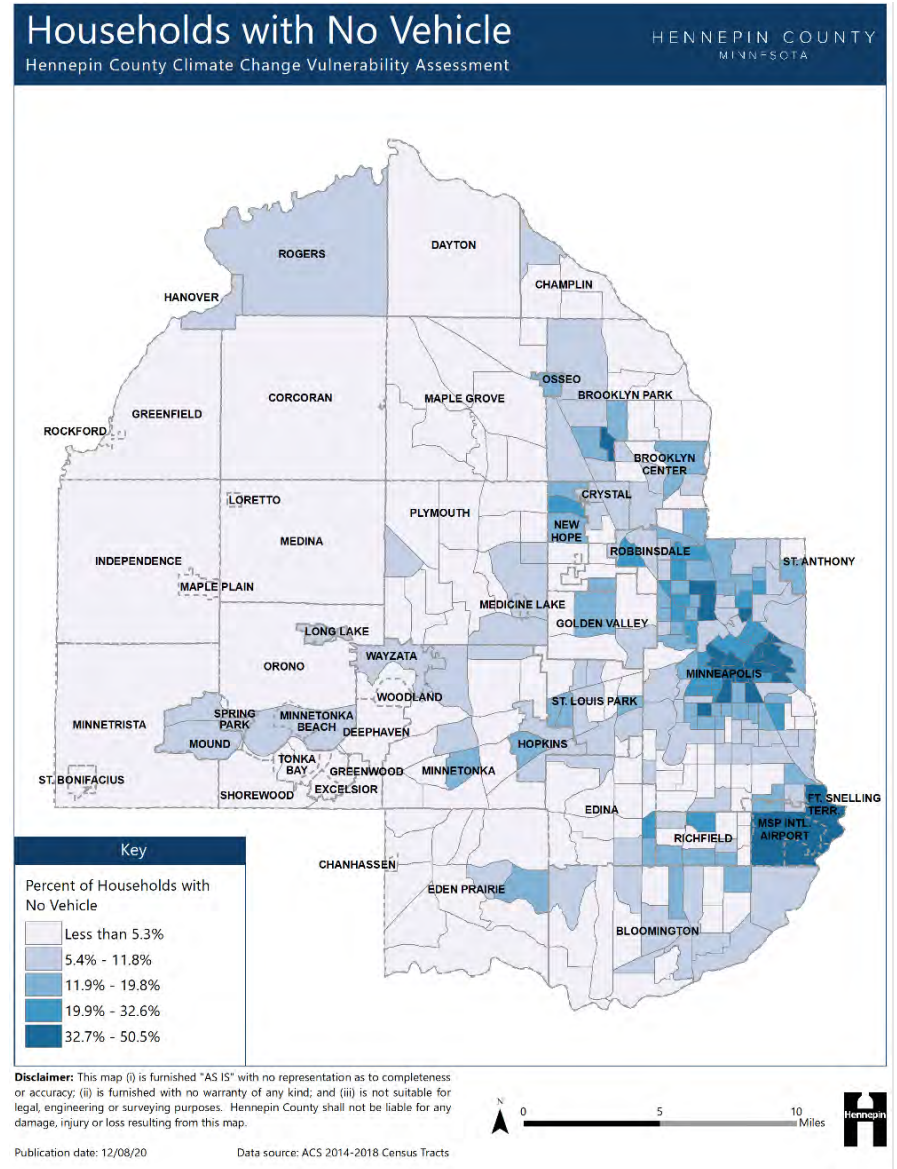 Households with No Vehicle
Hennepin County Climate Change Vulnerability Assessment
HENNEPIN COUNTY
MINNESOTA
ROGERS
DAYTON
HANOVER
CHAMPLIN
OSSEO
CORCORAN
MAPLE GROVE
BROOKLYN PARK
GREENFIELD
ROCKFORD
BROOKLYN
CENTER
LORETTO
CRYSTAL
PLYMOUTH
NEW
HOPE
MEDINA
ROBBINSDALE
INDEPENDENCE
ST. ANTHONY
MAPLE PLAIN
MEDICINE LAKE
GOLDEN VALLEY
LONG LAKE
WAYZATA
ORONO
MINNEAPOLIS
WOODLAND
ST. LOUIS PARK
SPRING
PARK
MINNETONKA
BEACH
MINNETRISTA
DEEPHAVEN
MOUND
HOPKINS
TONKA
BAY
GREENWOOD
MINNETONKA
ST. BONIFACIUS
EXCELSIOR
SHOREWOOD
FT. SNELLING
TERR.
EDINA
MSP INTL.
AIRPORT
RICHFIELD
CHANHASSEN
EDEN PRAIRIE
BLOOMINGTON
Key
Percent of Households with
No Vehicle
Less than 5.3%
5.4% - 11.8%
11.9% - 19.8%
19.9% - 32.6%
32.7% - 50.5%
Disclaimer: This map (i) is furnished "AS IS" with no representation as to completeness
or accuracy; (ii) is furnished with no warranty of any kind; and (iii) is not suitable for
legal, engineering or surveying purposes. Hennepin County shall not be liable for any
damage, injury or loss resulting from this map.
Publication date: 12/08/20
Data source: ACS 2014-2018 Census Tracts
N
0 5 10
Miles
Hennepin